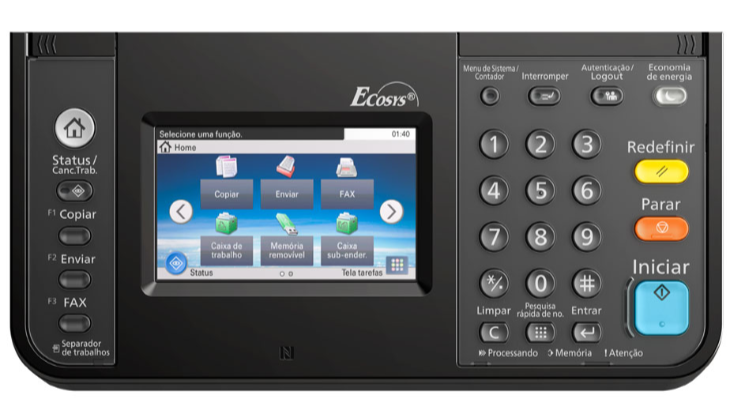 Menu de Sistema/
Contador
Interromper
Autenticação/
Logout
Economia
de energia
ECOSYS®
Selecione uma função.
01:40
Home
Copiar
Enviar
FAX
Caixa de
trabalho
Memória
removível
Caixa
sub-ender.
Status
Tela tarefas
Status/
Canc.Trab.
F1 Copiar
F2 Enviar
F3 FAX
Separador
de trabalhos
1
2
3
4
5
6
7
8
9
*/.
0
#
Redefinir
Parar
Iniciar
Limpar
Pesquisa
rápida de no.
Entrar
C
Processando
Memória
Atenção